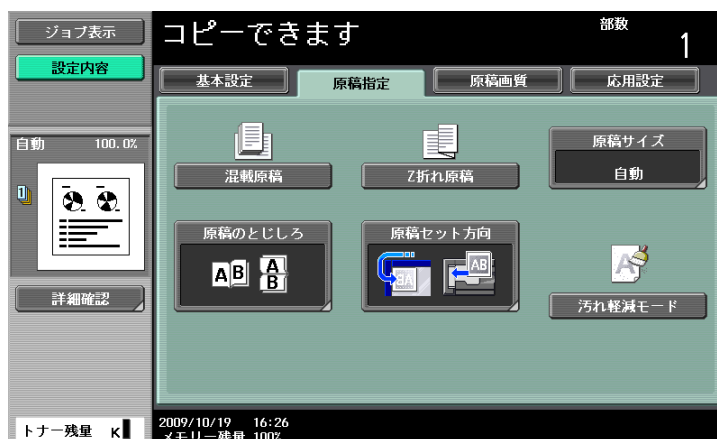 ジョブ表示
設定内容
コピーできます
部数
1
基本設定
原稿指定
原稿画質
応用設定
自動 100.0%
1
詳細確認
混載原稿
Z折れ原稿
原稿サイズ
自動
原稿のとじしろ
AB
A
B
原稿セット方向
AB
AB
A
汚れ軽減モード
トナー残量 K
2009/10/19 16:26
メモリー残量 100%